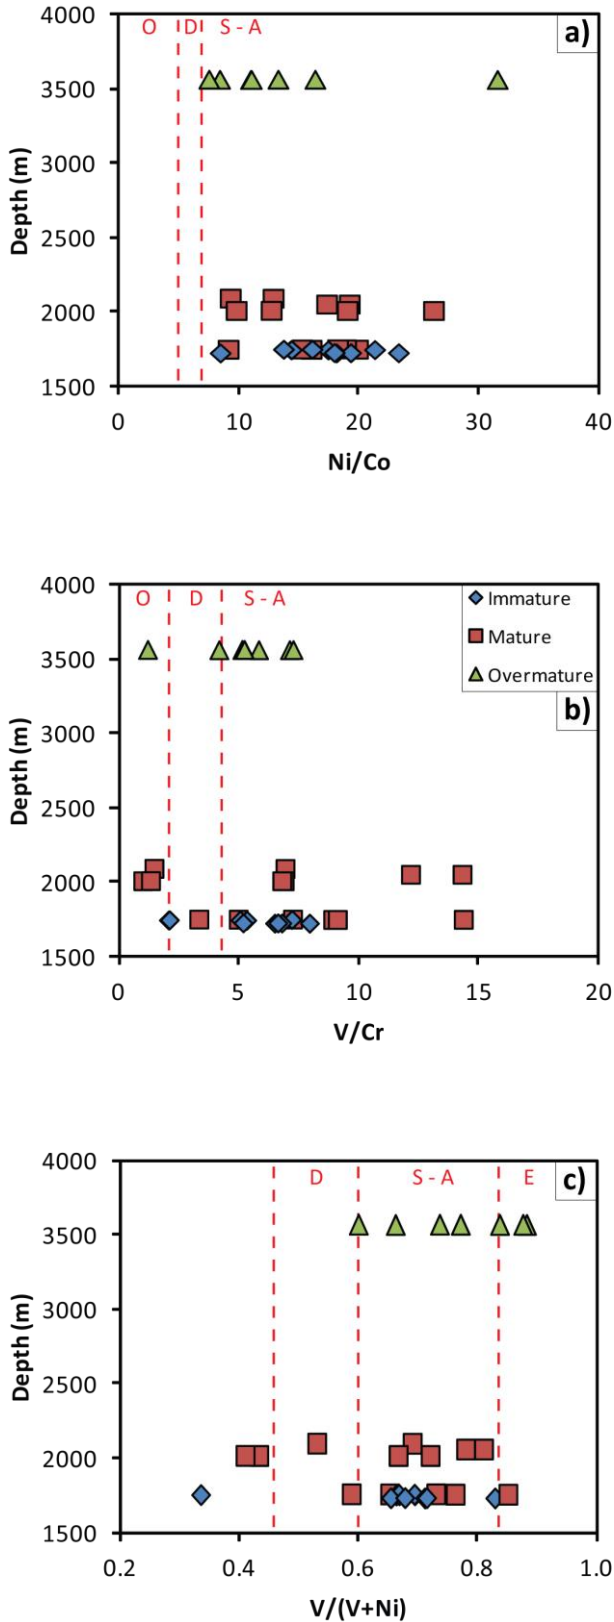 4000
O D S - A a)
3500
3000
2500
2000
1500
Depth (m)
0 10 20 30 40
Ni/Co
4000
O D S - A
Immature
Mature
Overmature
b)
3500
3000
2500
2000
1500
Depth (m)
0 5 10 15 20
V/Cr
4000
D S - A E c)
3500
3000
2500
2000
1500
Depth (m)
0.2 0.4 0.6 0.8 1.0
V/(V+Ni)